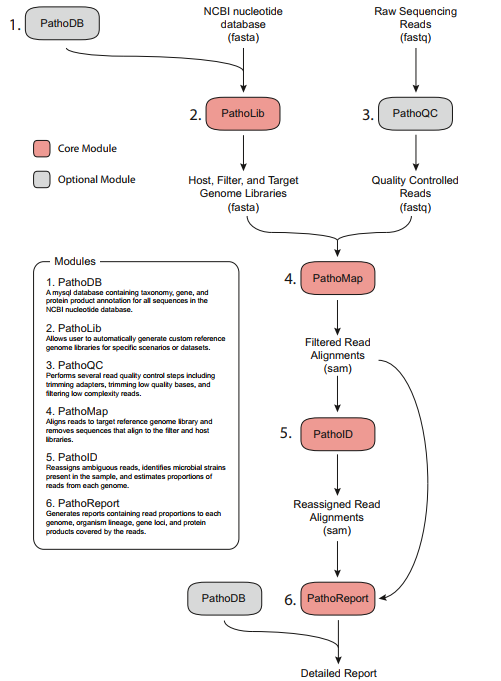 1.
PathoDB
NCBI nucleotide
database
(fasta)
Raw Sequencing
Reads
(fastq)
2.
PathoLib
3.
PathoQC
Core Module
Optional Module
Host, Filter, and Target
Genome Libraries
(fasta)
Quality Controlled
Reads
(fastq)
Modules
1. PathoDB
A mysql database containing taxonomy, gene, and
protein product annotation for all sequences in the
NCBI nucleotide database.
2. PathoLib
Allows user to automatically generate custom reference
genome libraries for specific scenarios or datasets.
3. PathoQC
Performs several read quality control steps including
trimming adapters, trimming low quality bases, and
filtering low complexity reads.
4. PathoMap
Aligns reads to target reference genome library and
removes sequences that align to the filter and host
libraries.
5. PathoID
Reassigns ambiguous reads, identifies microbial strains
present in the sample, and estimates proportions of
reads from each genome.
6. PathoReport
Generates reports containing read proportions to each
genome, organism lineage, gene loci, and protein
products covered by the reads.
4.
PathoMap
Filtered Read
Alignments
(sam)
5.
PathoID
Reassigned Read
Alignments
(sam)
PathoDB
6.
PathoReport
Detailed Report